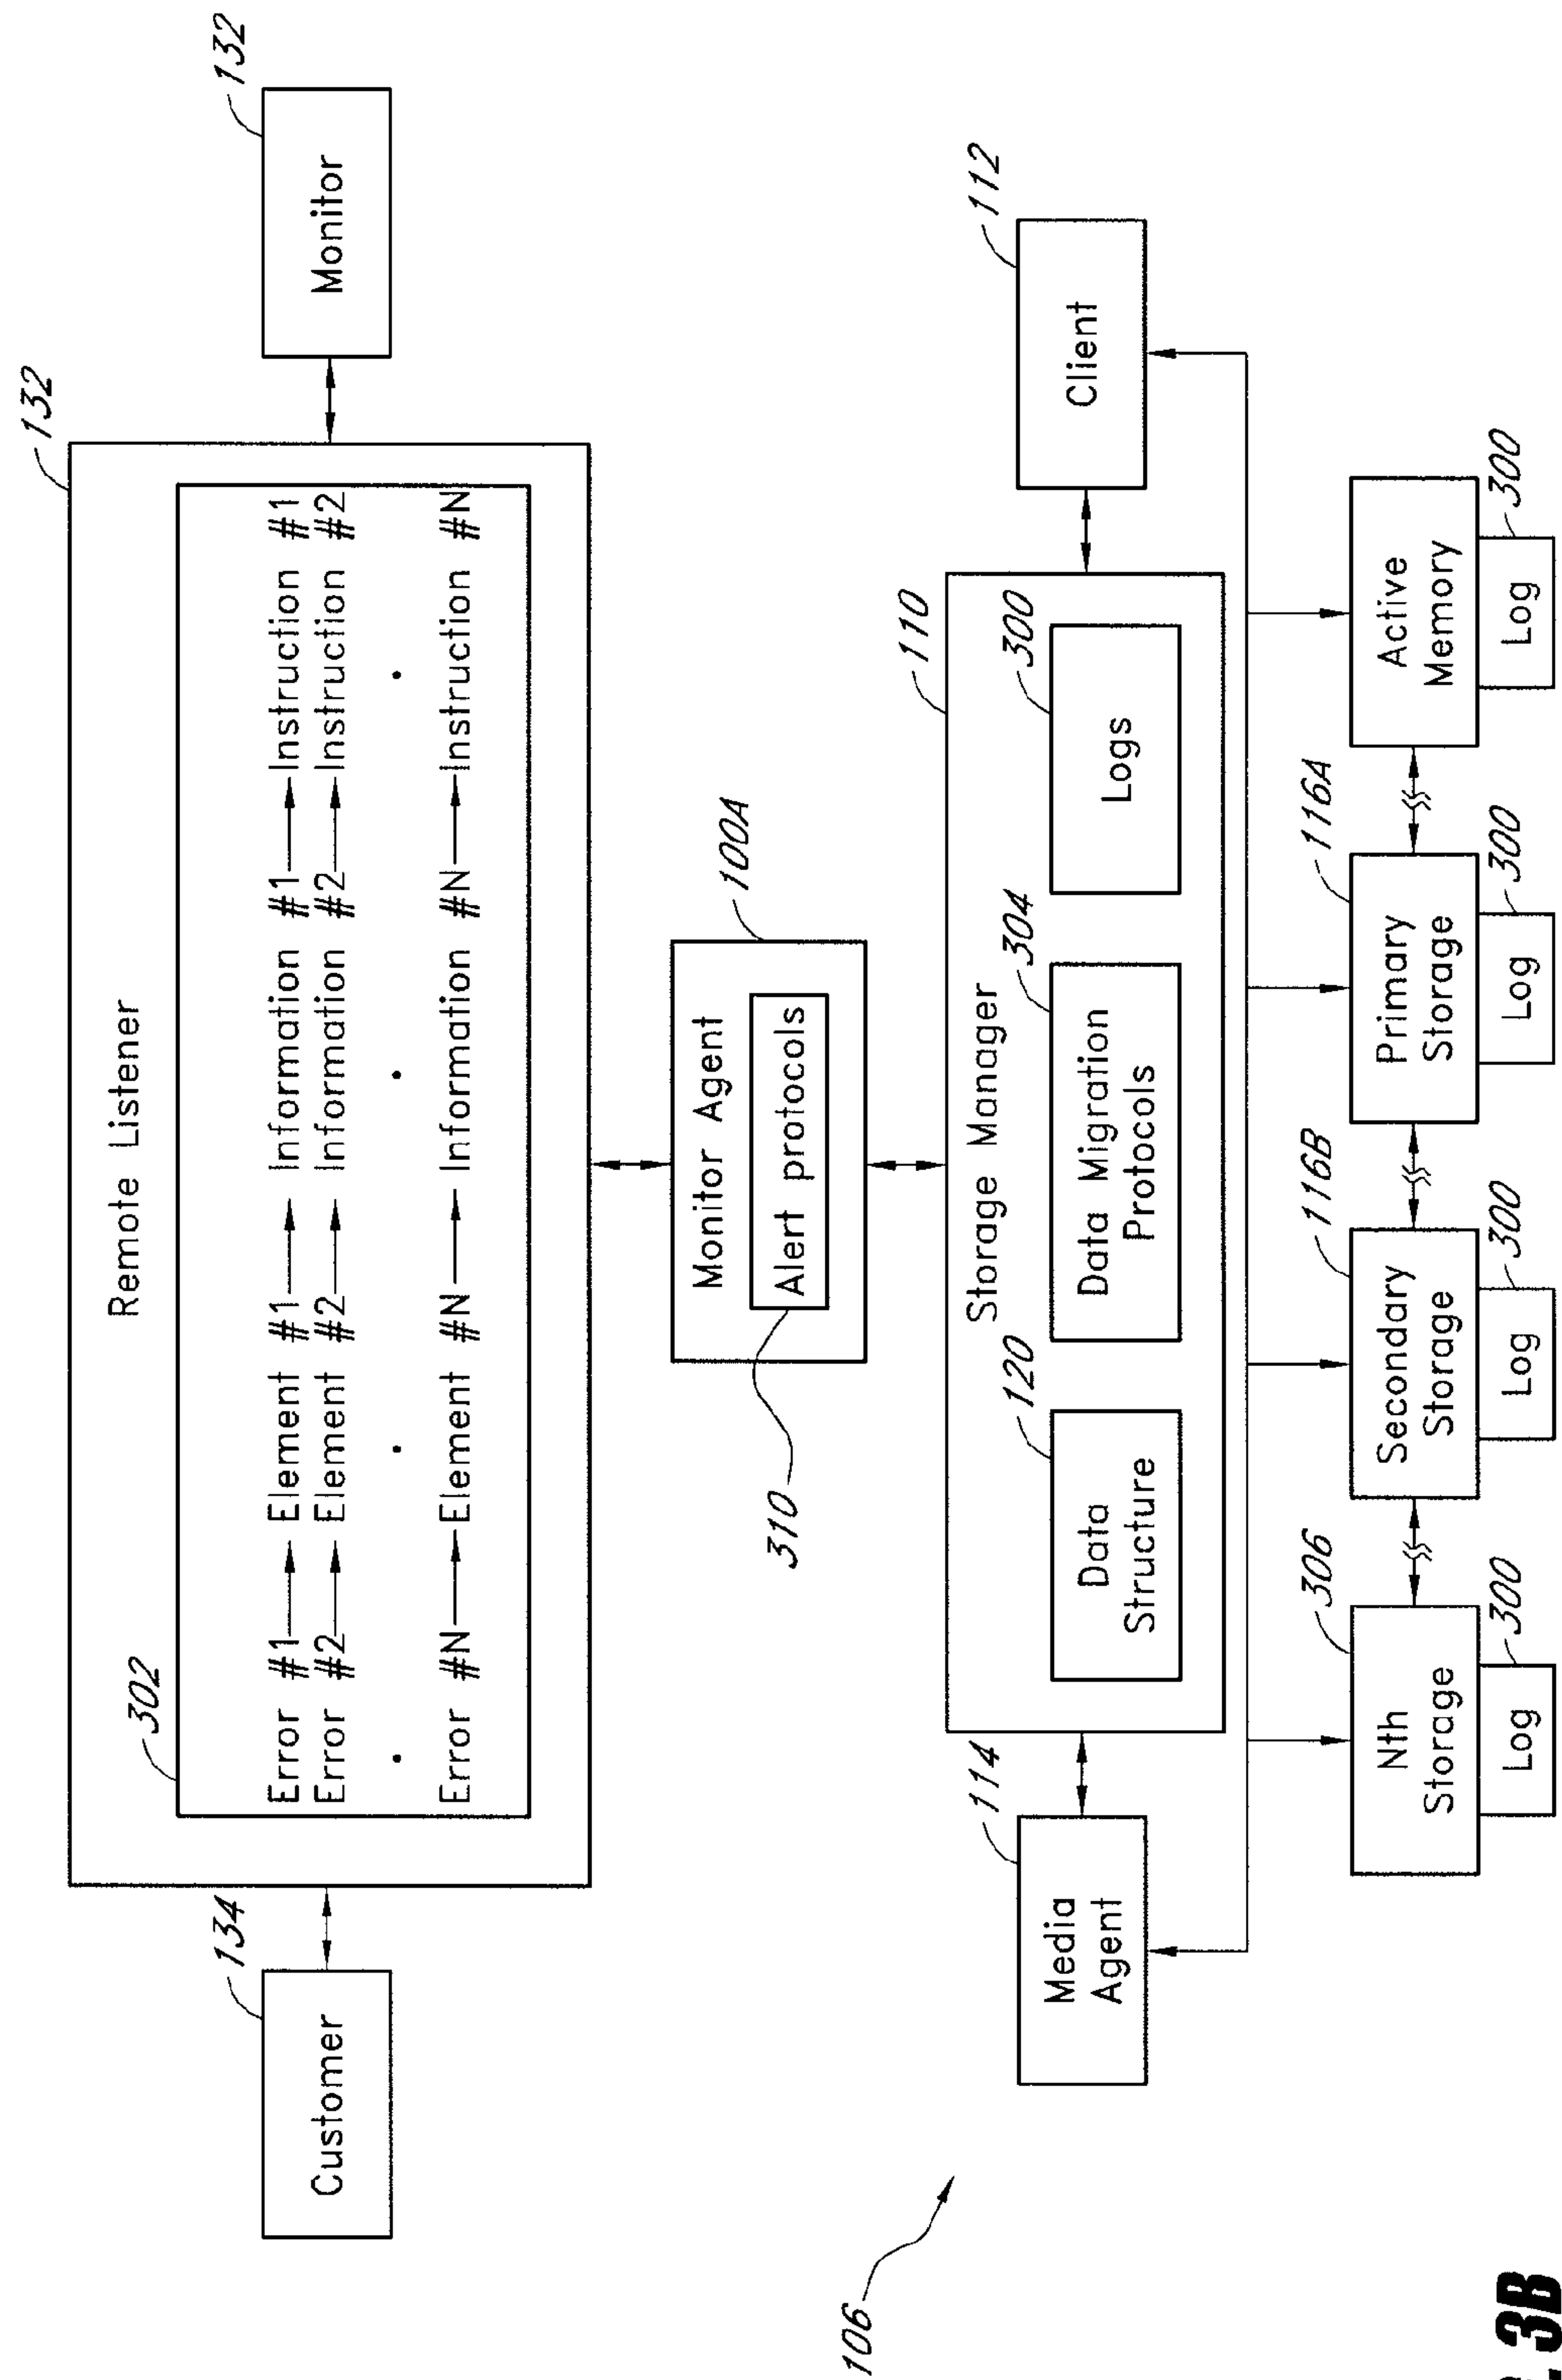 132
Remote Listener
302
Error #1 Element #1 Information #1 Instruction #1
Error #2 Element #2 Information #2 Instruction #2
. . . .
Error #N Element #N Information #N Instruction #N
134
Customer
132
Monitor
100A
Monitor Agent
Alert protocols
310
110
Storage Manager
120
Data
Structure
304
Data Migration
Protocols
300
Logs
114
Media
Agent
112
Client
306
Nth
Storage
300
Log
116B
Secondary
Storage
300
Log
116A
Primary
Storage
300
Log
Active
Memory
300
Log
106
3B